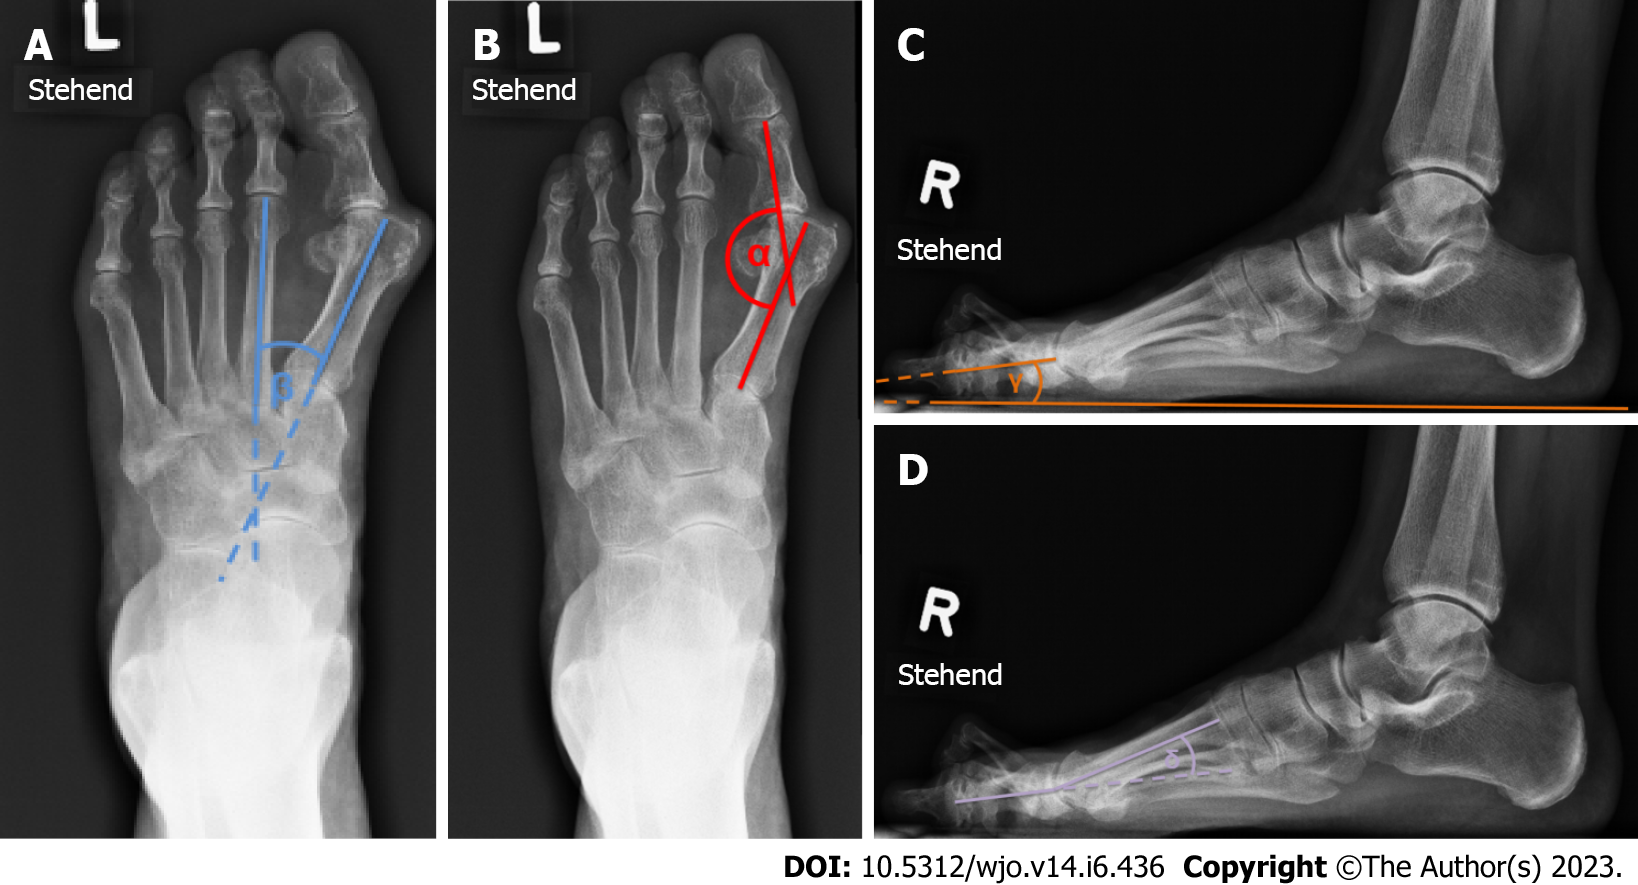 A
L
Stehend
β
B
L
Stehend
α
C
R
Stehend
γ
D
R
Stehend
δ
DOI: 10.5312/wjo.v14.i6.436 Copyright ©The Author(s) 2023.